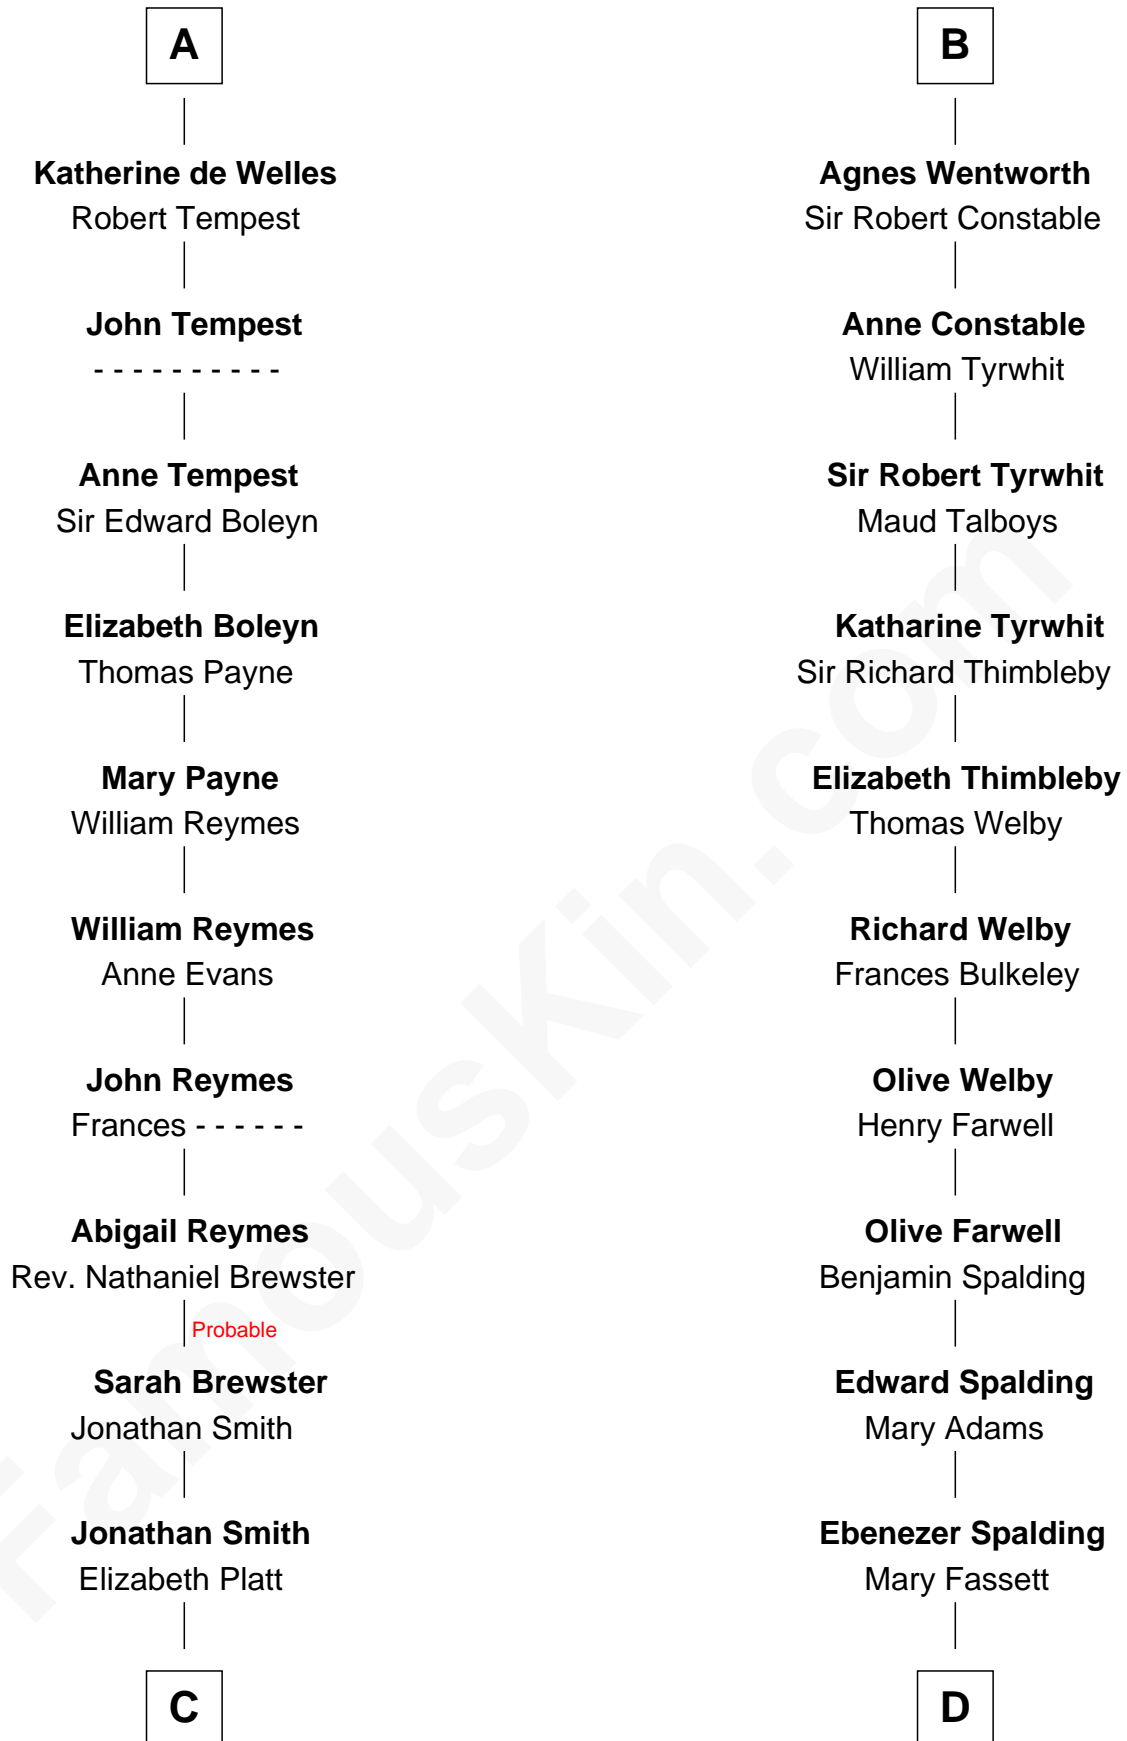 A
Katherine de Welles
Robert Tempest
John Tempest
- - - - - - - - - -
Anne Tempest
Sir Edward Boleyn
Elizabeth Boleyn
Thomas Payne
Mary Payne
William Reymes
William Reymes
Anne Evans
John Reymes
Frances - - - - - -
Abigail Reymes
Rev. Nathaniel Brewster
Probable
Sarah Brewster
Jonathan Smith
Jonathan Smith
Elizabeth Platt
C
B
Agnes Wentworth
Sir Robert Constable
Anne Constable
William Tyrwhit
Sir Robert Tyrwhit
Maud Talboys
Katharine Tyrwhit
Sir Richard Thimbleby
Elizabeth Thimbleby
Thomas Welby
Richard Welby
Frances Bulkeley
Olive Welby
Henry Farwell
Olive Farwell
Benjamin Spalding
Edward Spalding
Mary Adams
Ebenezer Spalding
Mary Fassett
D
FamousKin.com